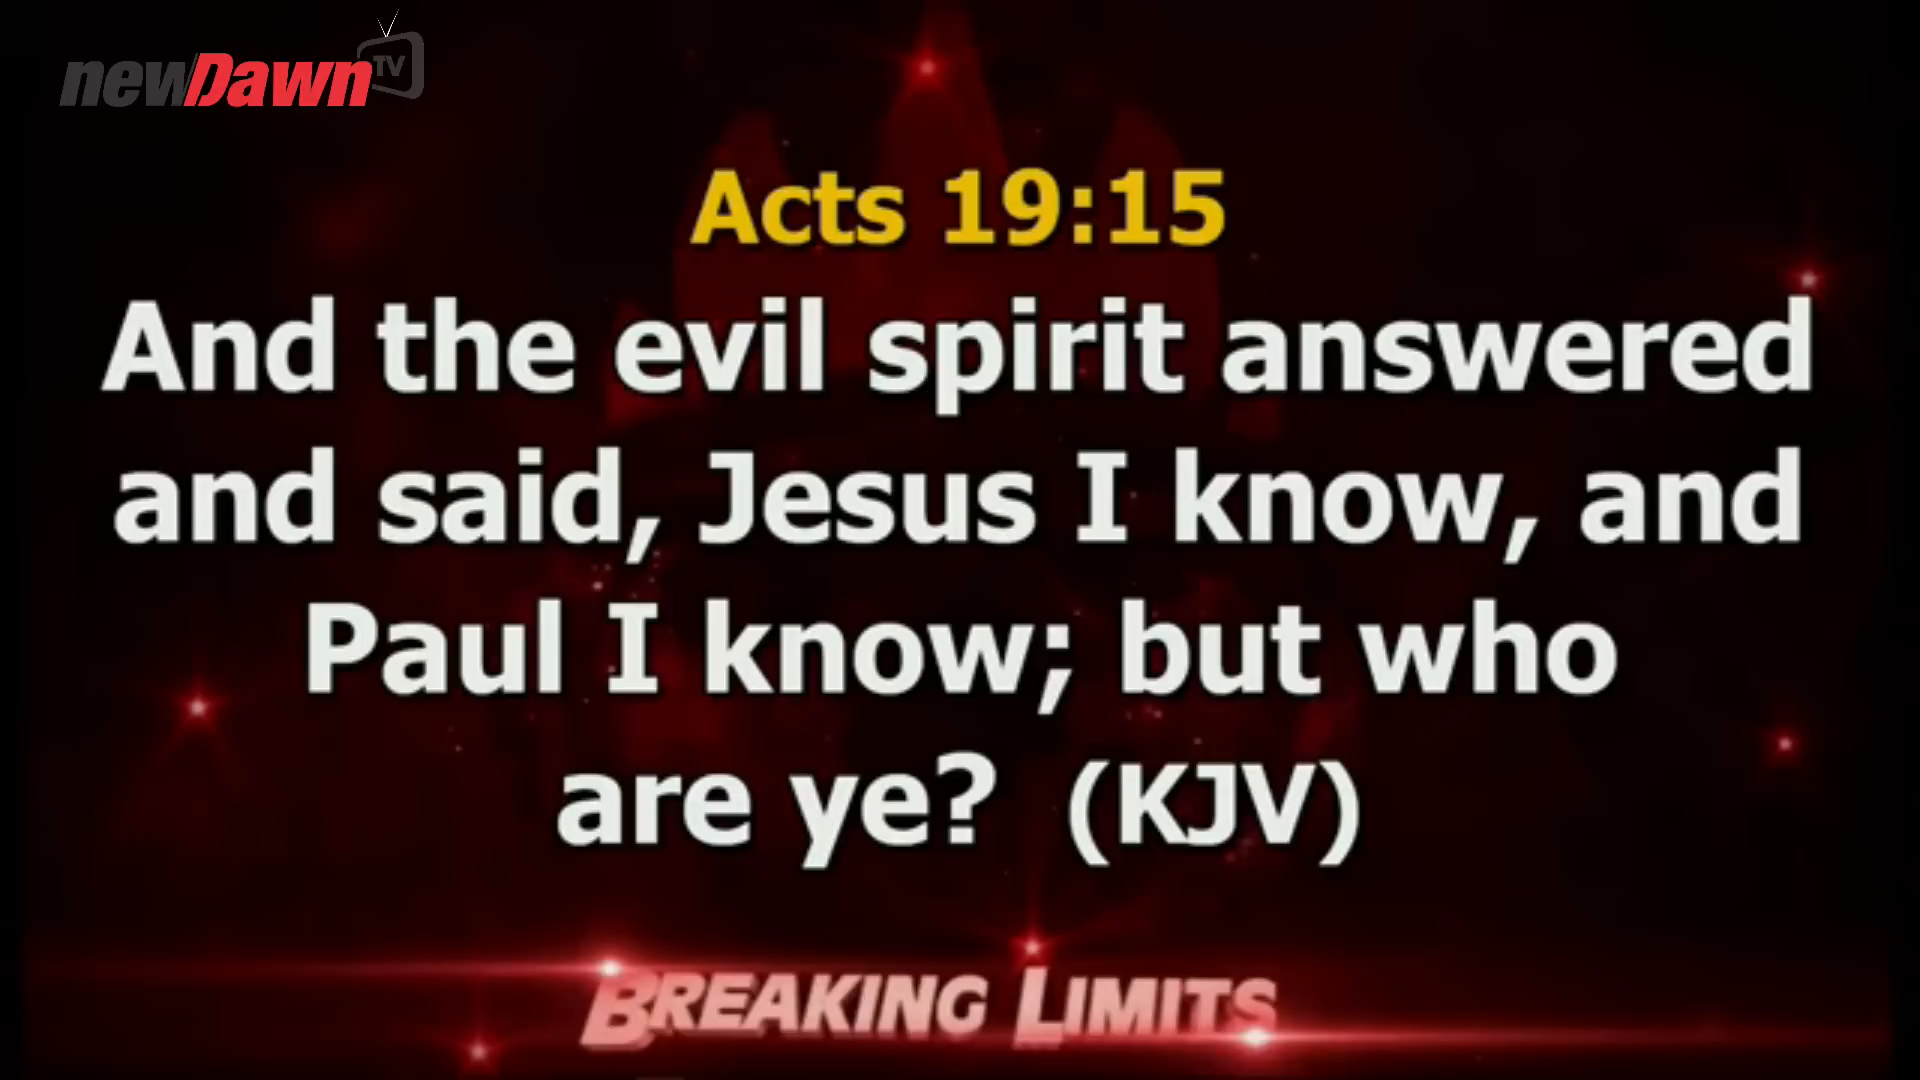 newDawn TV
Acts 19:15
And the evil spirit answered
and said, Jesus I know, and
Paul I know; but who
are ye? (KJV)
BREAKING LIMITS